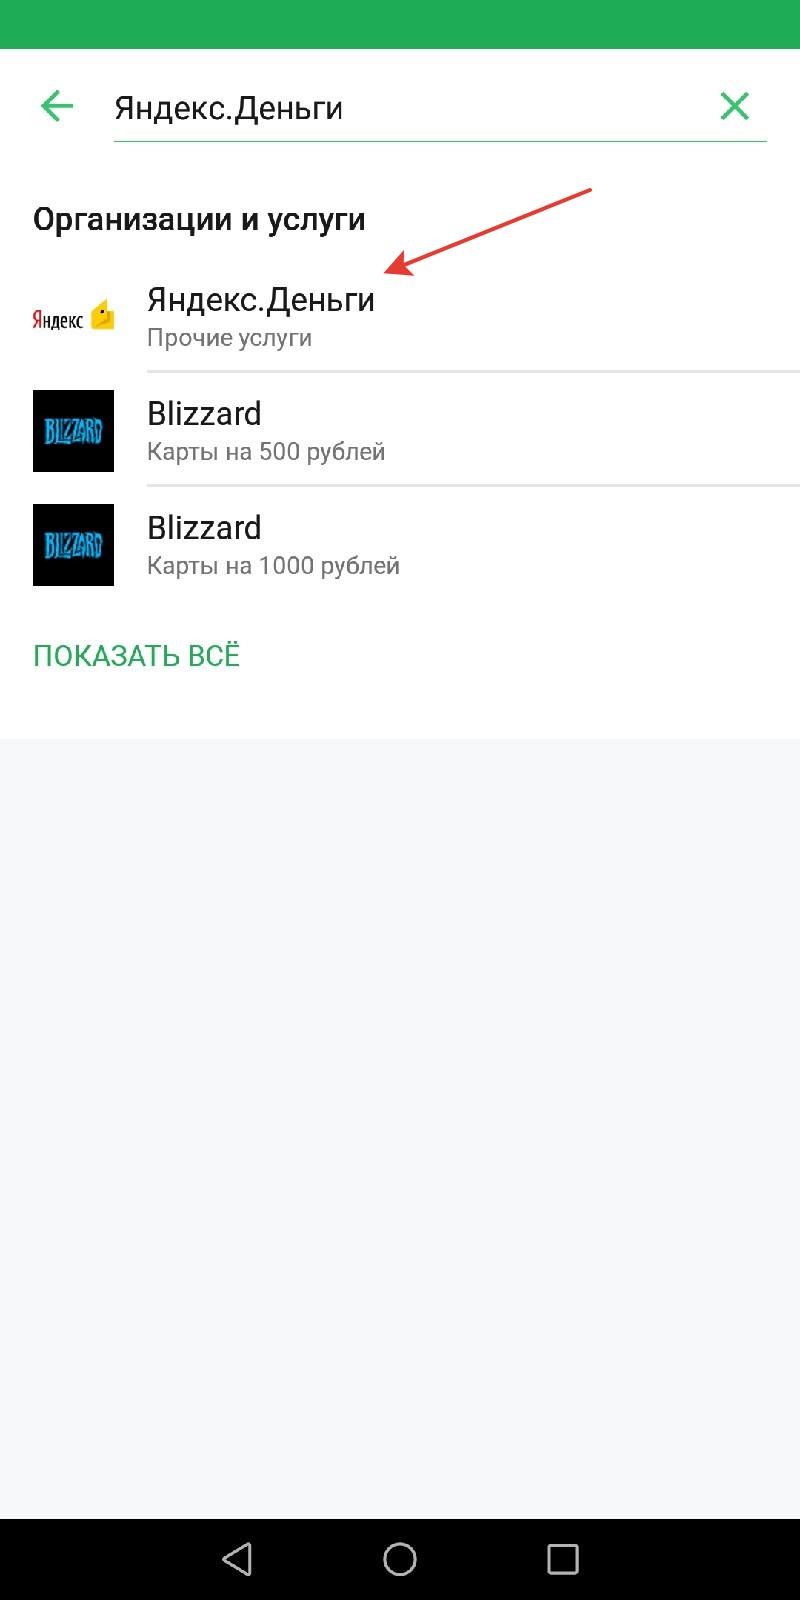 Яндекс.Деньги
Организации и услуги
Яндекс
Яндекс.Деньги
Прочие услуги
BLIZZARD
Blizzard
Карты на 500 рублей
BLIZZARD
Blizzard
Карты на 1000 рублей
ПОКАЗАТЬ ВСЁ